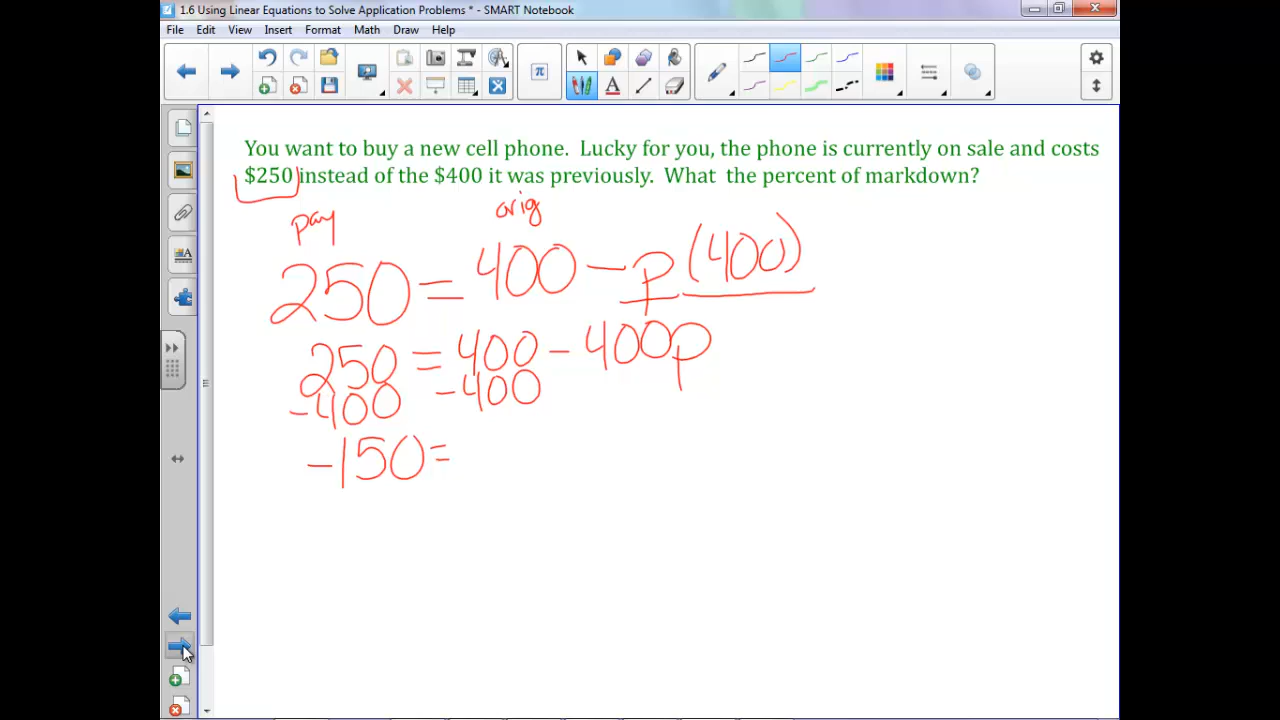 1.6 Using Linear Equations to Solve Application Problems * - SMART Notebook
File Edit View Insert Format Math Draw Help
You want to buy a new cell phone. Lucky for you, the phone is currently on sale and costs
$250 instead of the $400 it was previously. What the percent of markdown?
pay orig
250 = 400 - p(400)
250 = 400 - 400p
-400 -400
-150=